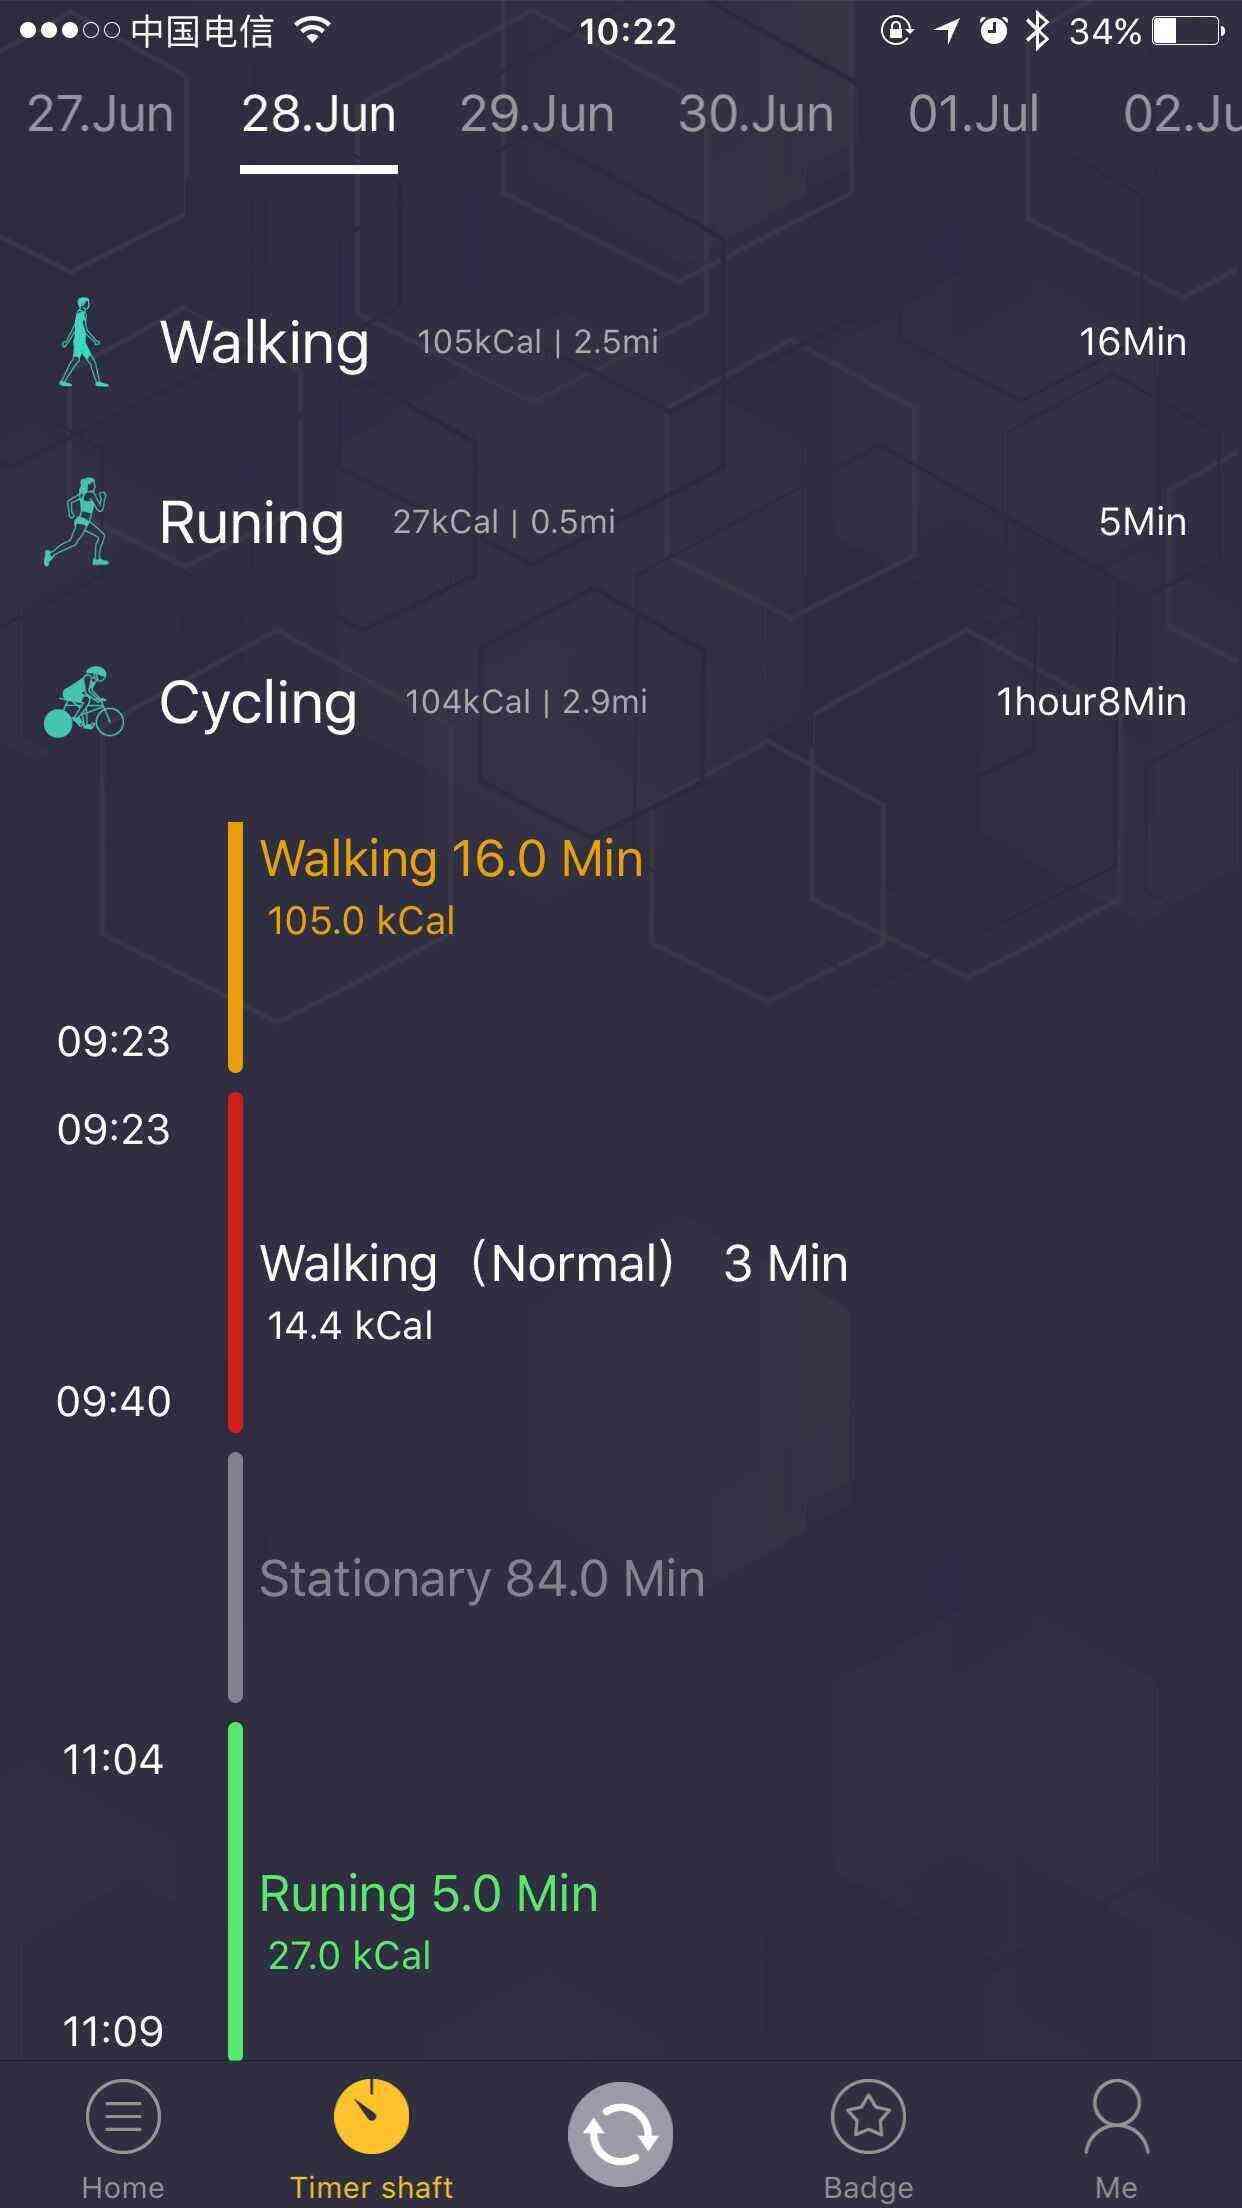 中国电信 10:22 34%
27.Jun 28.Jun 29.Jun 30.Jun 01.Jul 02.Ju
Walking 105kCal | 2.5mi 16Min
Runing 27kCal | 0.5mi 5Min
Cycling 104kCal | 2.9mi 1hour8Min
Walking 16.0 Min
105.0 kCal
09:23
09:23
Walking（Normal） 3 Min
14.4 kCal
09:40
Stationary 84.0 Min
11:04
Runing 5.0 Min
27.0 kCal
11:09
Home Timer shaft Badge Me